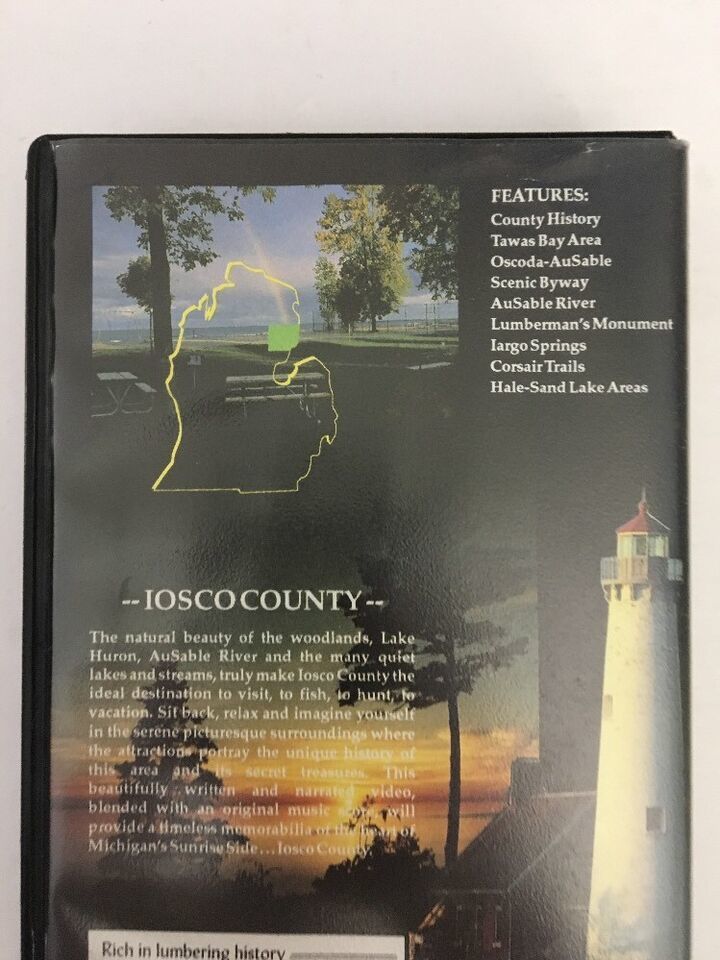 FEATURES:
County History
Tawas Bay Area
Oscoda-AuSable
Scenic Byway
AuSable River
Lumberman's Monument
Iargo Springs
Corsair Trails
Hale-Sand Lake Areas
-- IOSCO COUNTY --
The natural beauty of the woodlands, Lake
Huron, AuSable River and the many quiet
lakes and streams, truly make Iosco County the
ideal destination to visit, to fish, to hunt, to
vacation. Sit back, relax and imagine yourself
in the serene picturesque surroundings where
the attractions portray the unique history of
this area and its secret treasures. This
beautifully written and narrated video,
blended with an original music score, will
provide a timeless memorabilia of the heart of
Michigan's Sunrise Side... Iosco County
Rich in lumbering history